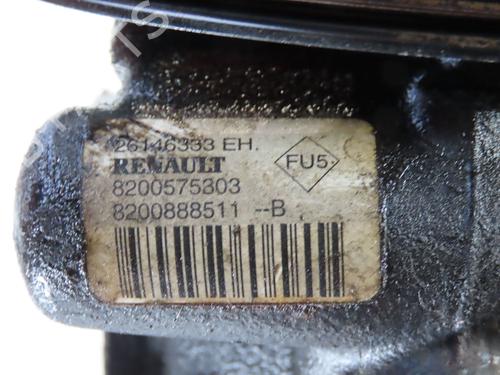 26146333 EH.
RENAULT
FU5
8200575303
8200888511 --B